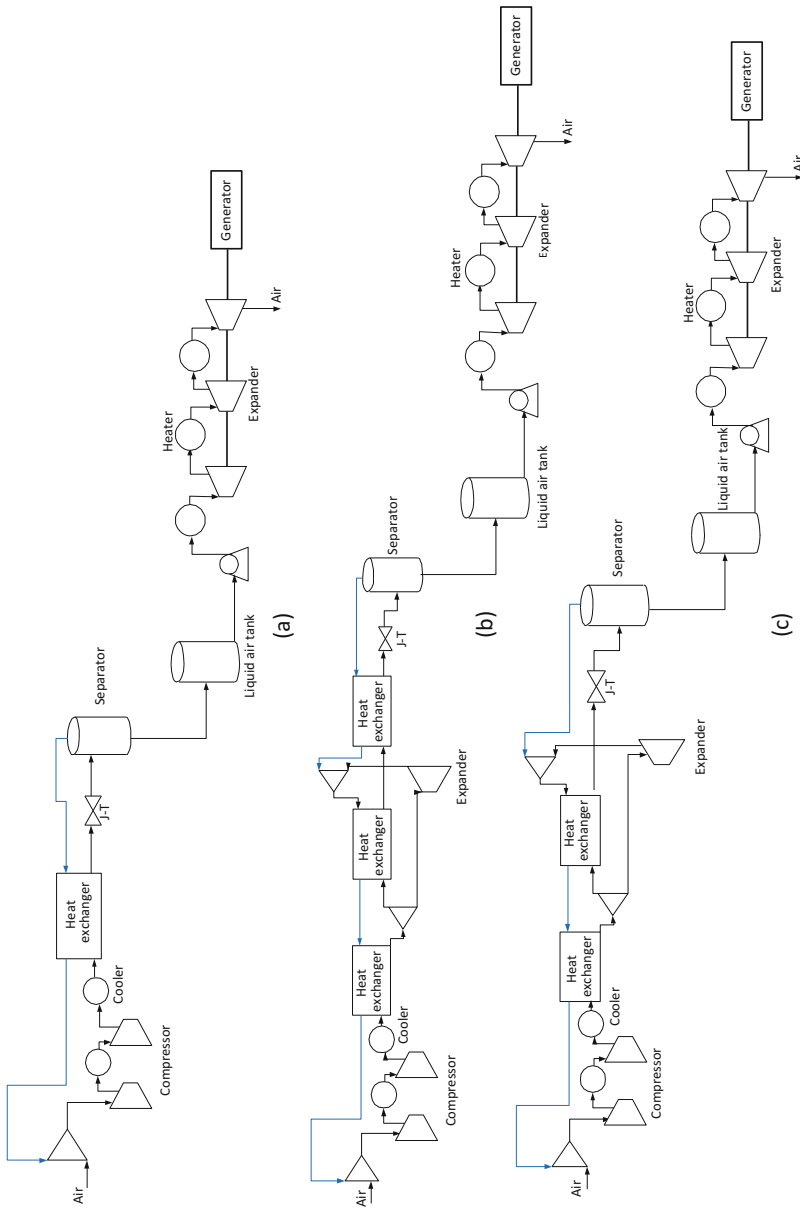 Air
Compressor
Cooler
Heat
exchanger
J-T
Separator
Liquid air tank
Heater
Expander
Air
Generator
(a)
Air
Compressor
Cooler
Heat
exchanger
Heat
exchanger
Expander
Heat
exchanger
J-T
Separator
Liquid air tank
Heater
Expander
Air
Generator
(b)
Air
Compressor
Cooler
Heat
exchanger
Heat
exchanger
Expander
J-T
Separator
Liquid air tank
Heater
Expander
Air
Generator
(c)